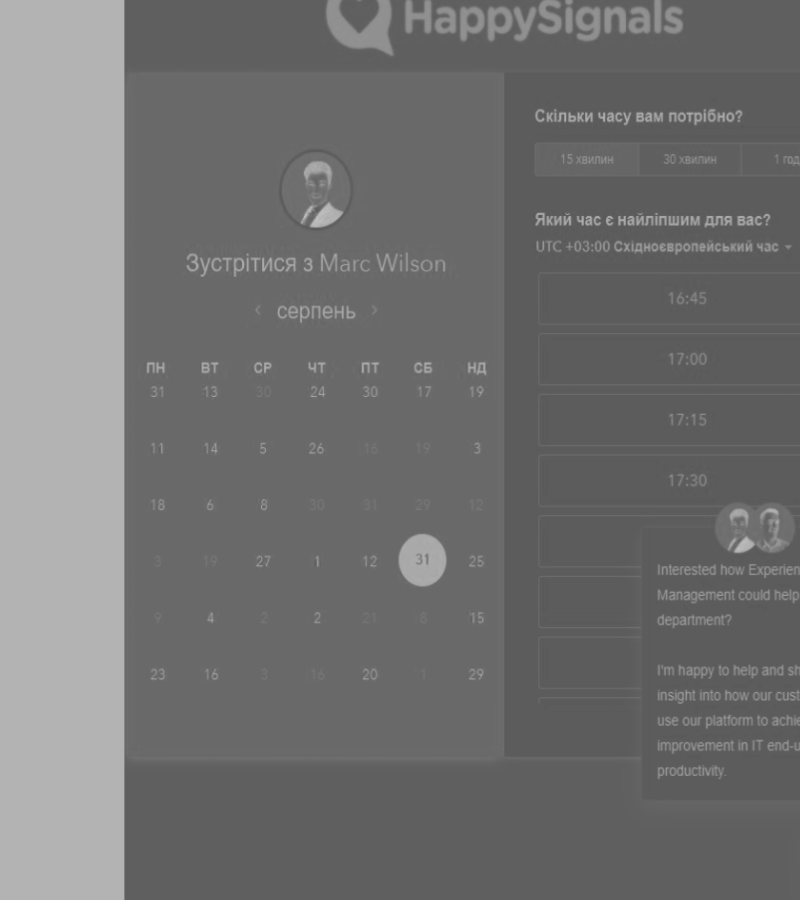 HappySignals
Зустрітися з Marc Wilson
серпень
ПН ВТ СР ЧТ ПТ СБ НД
31 13 30 24 30 17 19
11 14 5 26 16 19 3
18 6 8 30 31 29 12
3 19 27 1 12 31 25
9 4 2 2 21 8 15
23 16 3 16 20 1 29
Скільки часу вам потрібно?
15 хвилин 30 хвилин 1 год
Який час є найліпшим для вас?
UTC +03:00 Східноєвропейський час
16:45
17:00
17:15
17:30
Interested how Experien
Management could help
department?
I'm happy to help and sh
insight into how our cust
use our platform to achie
improvement in IT end-u
productivity.